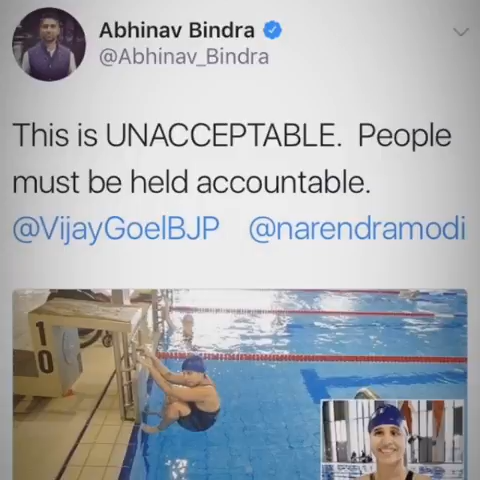 Abhinav Bindra
@Abhinav_Bindra
This is UNACCEPTABLE. People
must be held accountable.
@VijayGoelBJP @narendramodi
10